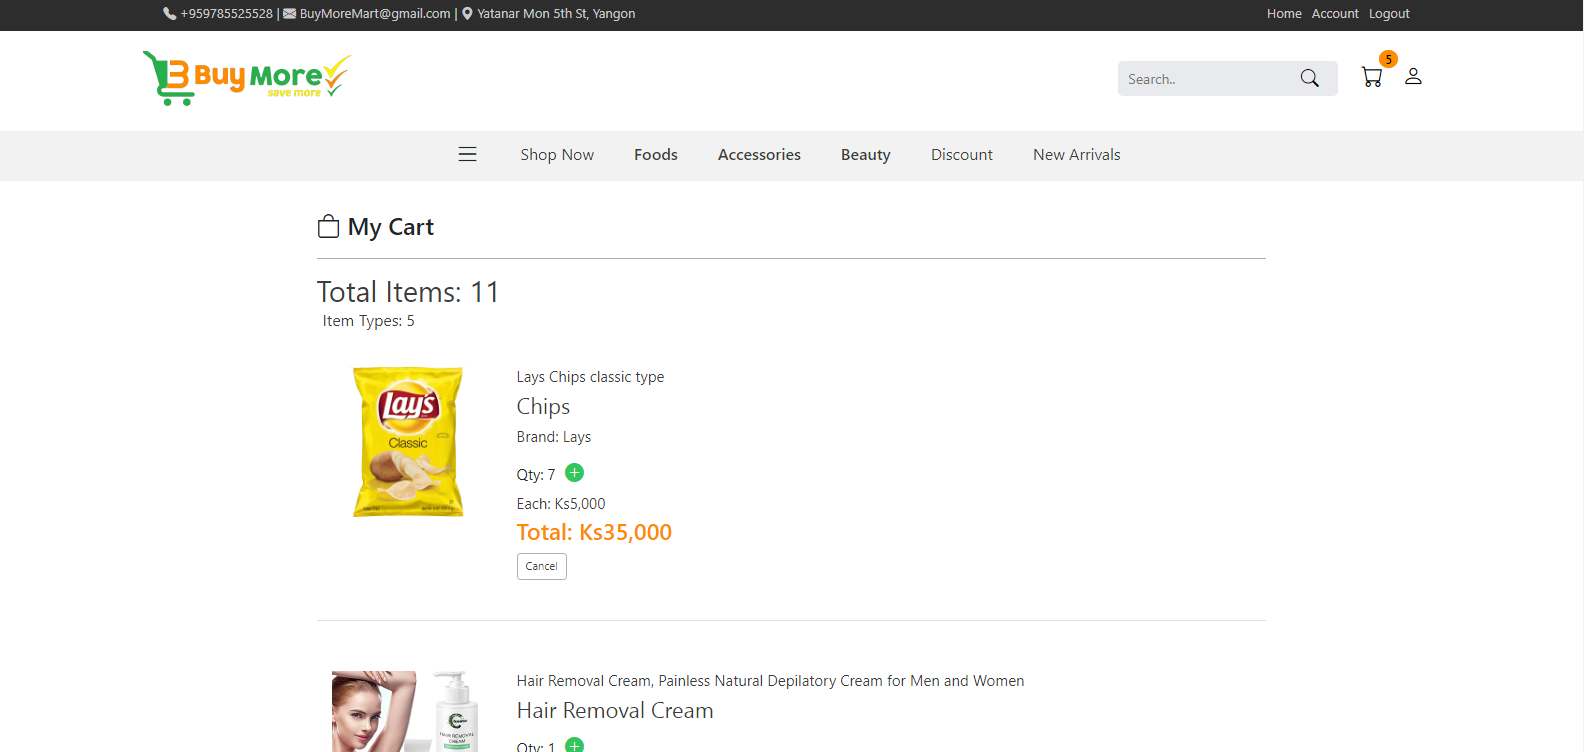 +959785525528 | BuyMoreMart@gmail.com | Yatanar Mon 5th St, Yangon
Home Account Logout
Buy More
save more
Search..
5
Shop Now Foods Accessories Beauty Discount New Arrivals
My Cart
Total Items: 11
Item Types: 5
Lay's
Classic
Lays Chips classic type
Chips
Brand: Lays
Qty: 7
Each: Ks5,000
Total: Ks35,000
Cancel
Hair Removal Cream, Painless Natural Depilatory Cream for Men and Women
Hair Removal Cream
Qty: 1
HAIR REMOVAL
CREAM